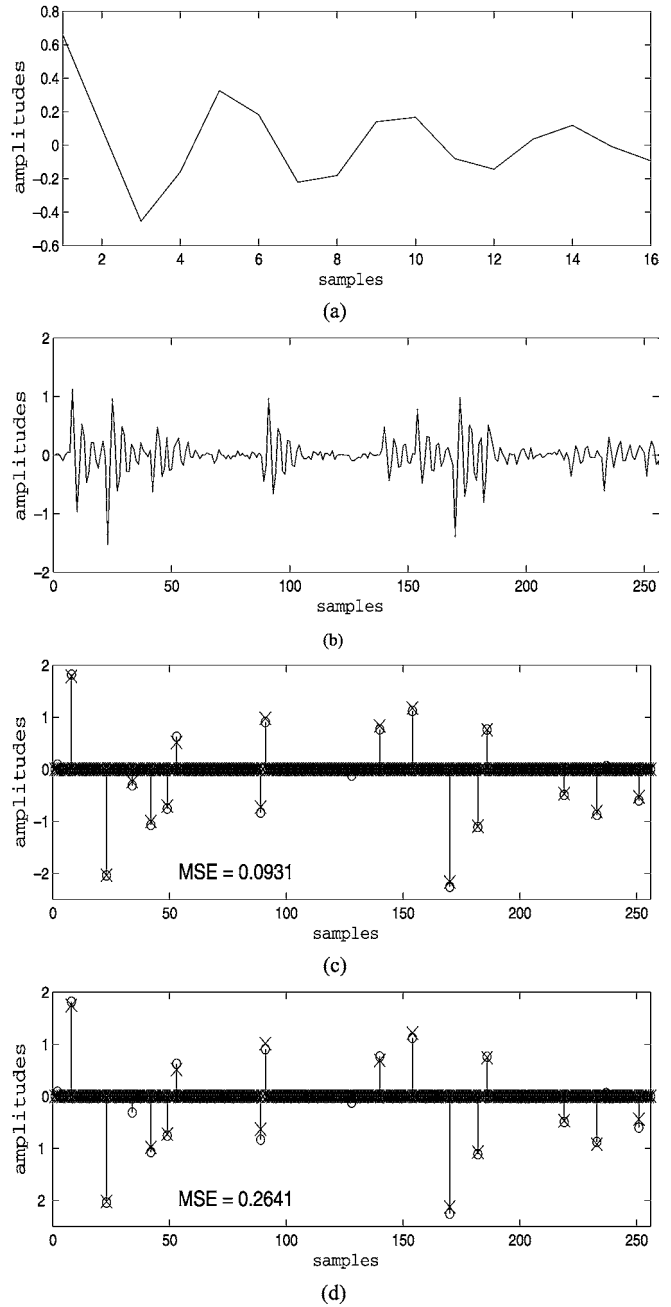 0.8
0.6
0.4
0.2
0
−0.2
−0.4
−0.6
amplitudes
2 4 6 8 10 12 14 16
samples
(a)
2
1
0
−1
−2
amplitudes
0 50 100 150 200 250
samples
(b)
2
1
0
−1
−2
amplitudes
MSE = 0.0931
0 50 100 150 200 250
samples
(c)
2
1
0
1
2
amplitudes
MSE = 0.2641
0 50 100 150 200 250
samples
(d)